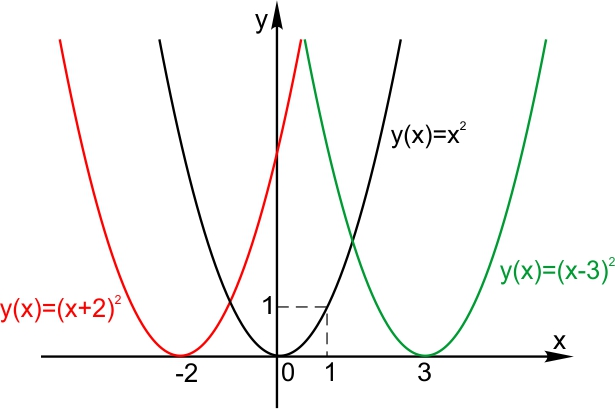 y
y(x)=x²
y(x)=(x-3)²
y(x)=(x+2)²
1
x
-2
0
1
3